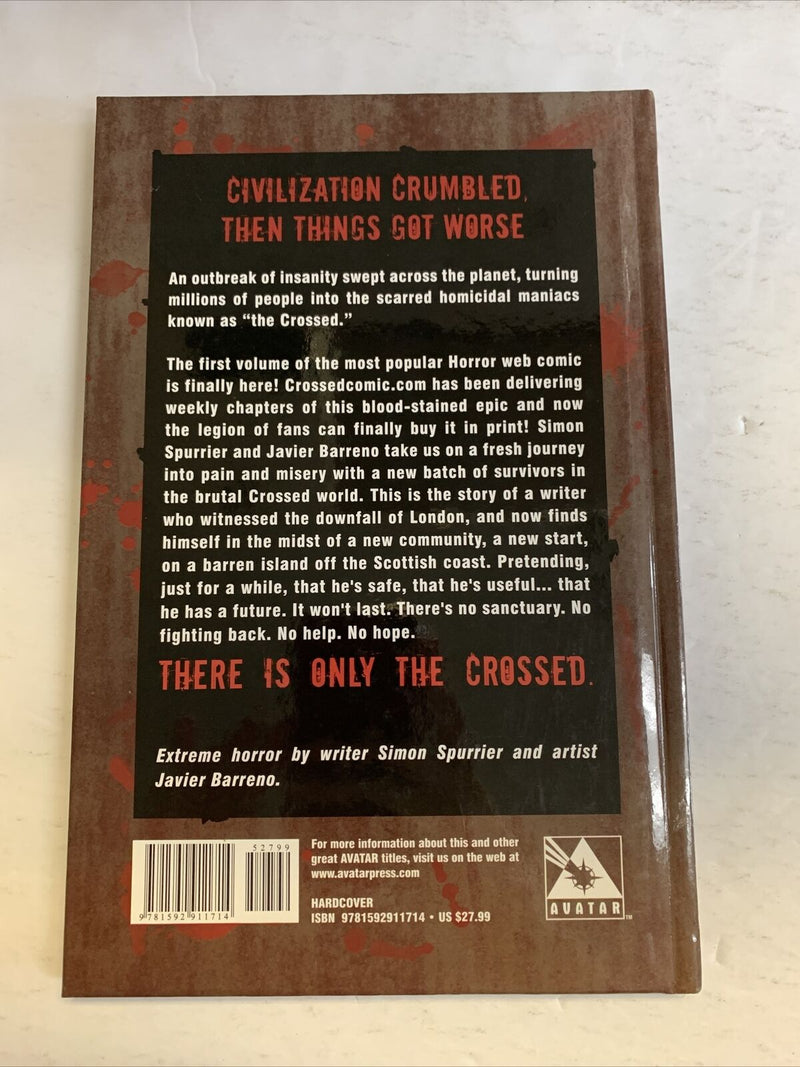 CIVILIZATION CRUMBLED,
THEN THINGS GOT WORSE
An outbreak of insanity swept across the planet, turning
millions of people into the scarred homicidal maniacs
known as “the Crossed.”
The first volume of the most popular Horror web comic
is finally here! Crossedcomic.com has been delivering
weekly chapters of this blood-stained epic and now
the legion of fans can finally buy it in print! Simon
Spurrier and Javier Barreno take us on a fresh journey
into pain and misery with a new batch of survivors in
the brutal Crossed world. This is the story of a writer
who witnessed the downfall of London, and now finds
himself in the midst of a new community, a new start,
on a barren island off the Scottish coast. Pretending,
just for a while, that he's safe, that he's useful... that
he has a future. It won't last. There's no sanctuary. No
fighting back. No help. No hope.
THERE IS ONLY THE CROSSED.
Extreme horror by writer Simon Spurrier and artist
Javier Barreno.
52799
9 781592 911714
For more information about this and other
great AVATAR titles, visit us on the web at
www.avatarpress.com
HARDCOVER
ISBN 9781592911714 • US $27.99
AVATAR™